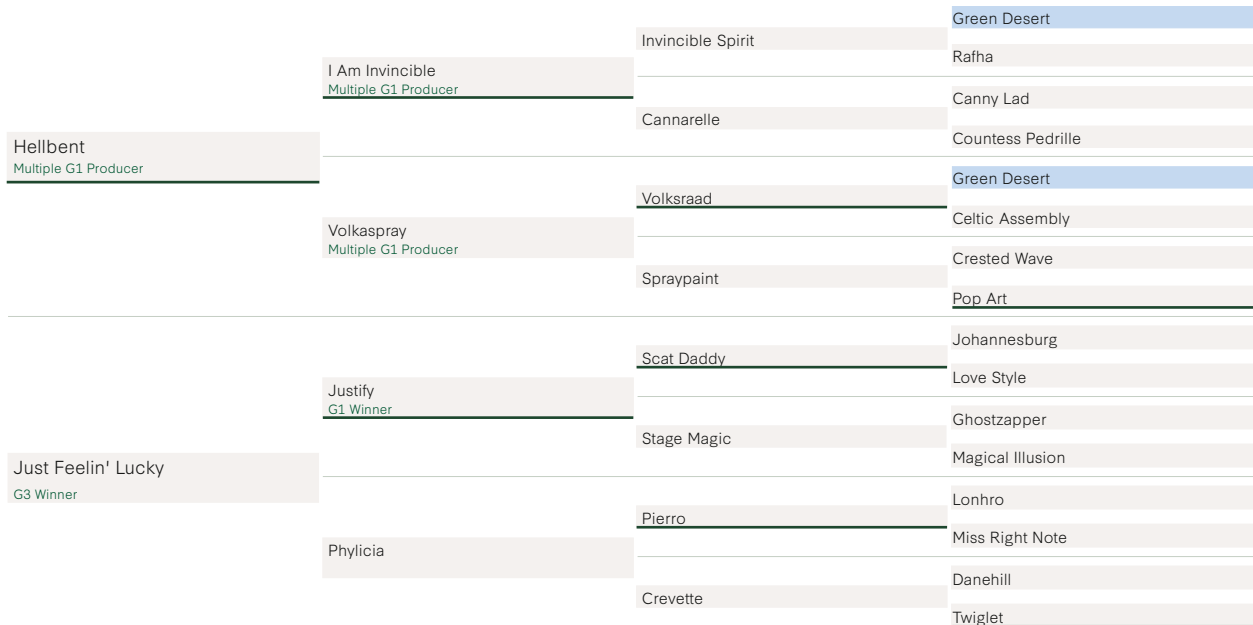 Hellbent
Multiple G1 Producer
Just Feelin' Lucky
G3 Winner
I Am Invincible
Multiple G1 Producer
Volkaspray
Multiple G1 Producer
Justify
G1 Winner
Phylicia
Invincible Spirit
Cannarelle
Volksraad
Spraypaint
Scat Daddy
Stage Magic
Pierro
Crevette
Green Desert
Rafha
Canny Lad
Countess Pedrille
Green Desert
Celtic Assembly
Crested Wave
Pop Art
Johannesburg
Love Style
Ghostzapper
Magical Illusion
Lonhro
Miss Right Note
Danehill
Twiglet